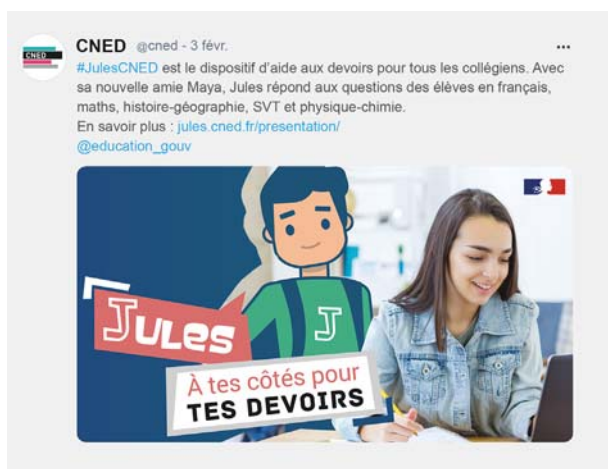 CNED @cned - 3 févr.
CNED
#JulesCNED est le dispositif d'aide aux devoirs pour tous les collégiens. Avec
sa nouvelle amie Maya, Jules répond aux questions des élèves en français,
maths, histoire-géographie, SVT et physique-chimie.
En savoir plus : jules.cned.fr/presentation/
@education_gouv
JULES
J
À tes côtés pour
TES DEVOIRS